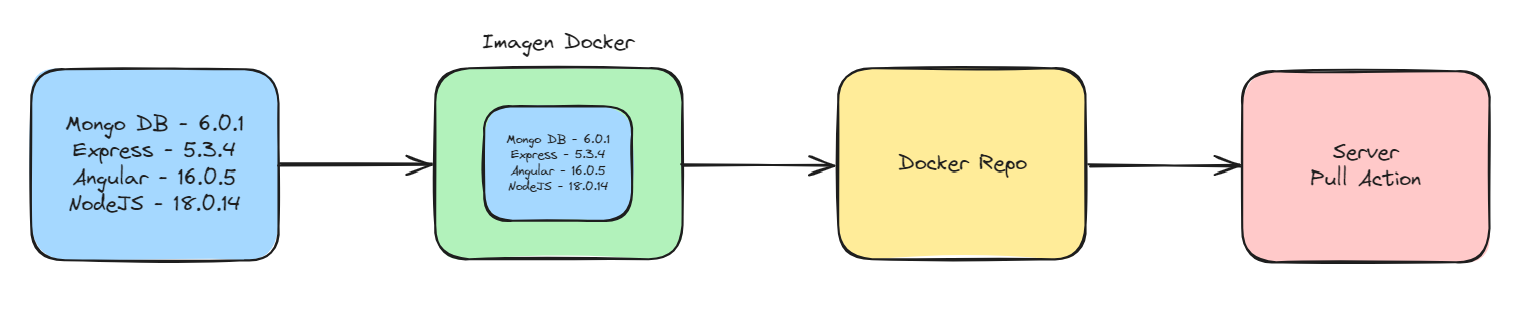 Imagen Docker
Mongo DB - 6.0.1
Express - 5.3.4
Angular - 16.0.5
NodeJS - 18.0.14
Mongo DB - 6.0.1
Express - 5.3.4
Angular - 16.0.5
NodeJS - 18.0.14
Docker Repo
Server
Pull Action